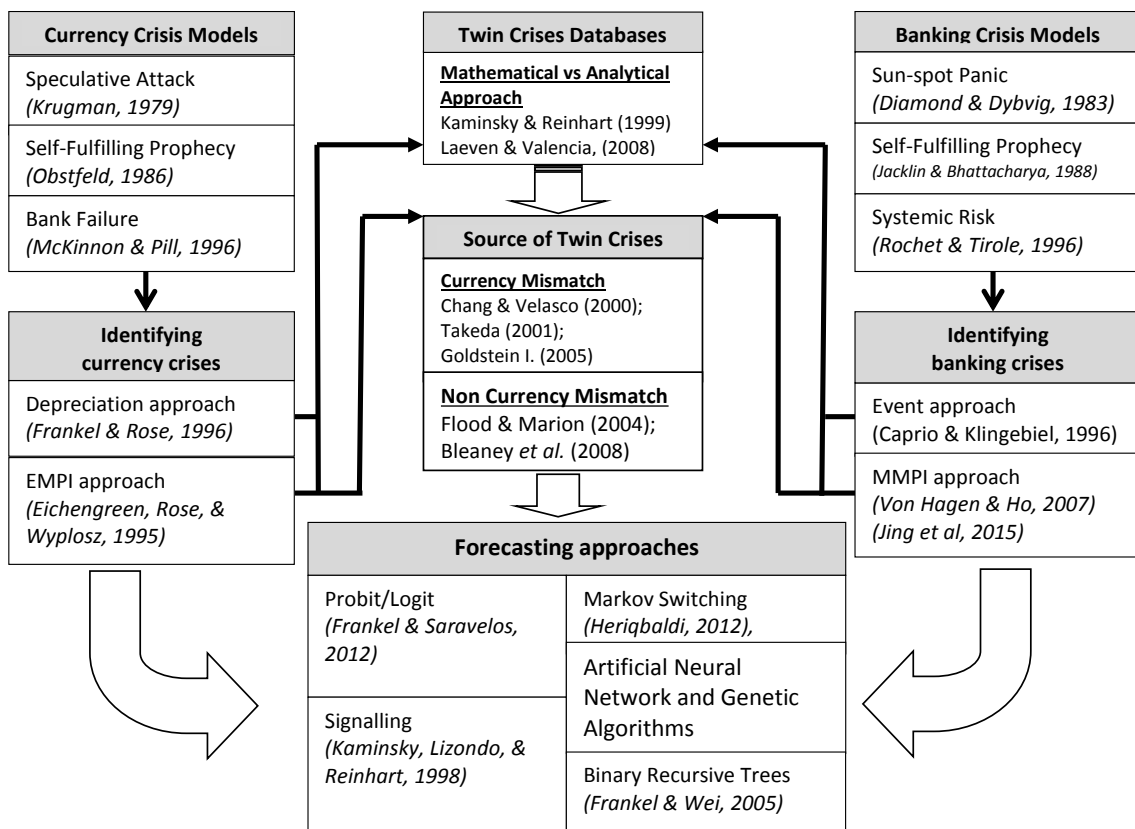 Currency Crisis Models
Speculative Attack
(Krugman, 1979)
Self-Fulfilling Prophecy
(Obstfeld, 1986)
Bank Failure
(McKinnon & Pill, 1996)
Identifying
currency crises
Depreciation approach
(Frankel & Rose, 1996)
EMPI approach
(Eichengreen, Rose, &
Wyplosz, 1995)
Twin Crises Databases
Mathematical vs Analytical
Approach
Kaminsky & Reinhart (1999)
Laeven & Valencia, (2008)
Source of Twin Crises
Currency Mismatch
Chang & Velasco (2000);
Takeda (2001);
Goldstein I. (2005)
Non Currency Mismatch
Flood & Marion (2004);
Bleaney et al. (2008)
Banking Crisis Models
Sun-spot Panic
(Diamond & Dybvig, 1983)
Self-Fulfilling Prophecy
(Jacklin & Bhattacharya, 1988)
Systemic Risk
(Rochet & Tirole, 1996)
Identifying
banking crises
Event approach
(Caprio & Klingebiel, 1996)
MMPI approach
(Von Hagen & Ho, 2007)
(Jing et al, 2015)
Forecasting approaches
Probit/Logit
(Frankel & Saravelos,
2012)
Signalling
(Kaminsky, Lizondo, &
Reinhart, 1998)
Markov Switching
(Heriqbaldi, 2012),
Artificial Neural
Network and Genetic
Algorithms
Binary Recursive Trees
(Frankel & Wei, 2005)